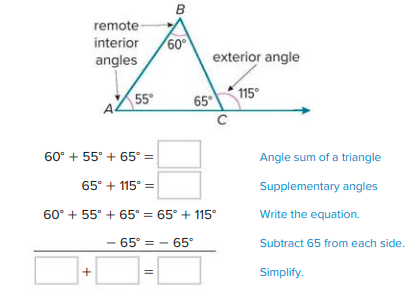 B
remote
interior
angles
60°
exterior angle
55°
65°
115°
A
C
60° + 55° + 65° =
Angle sum of a triangle
65° + 115° =
Supplementary angles
60° + 55° + 65° = 65° + 115°
Write the equation.
− 65° = − 65°
Subtract 65 from each side.
+ =
Simplify.